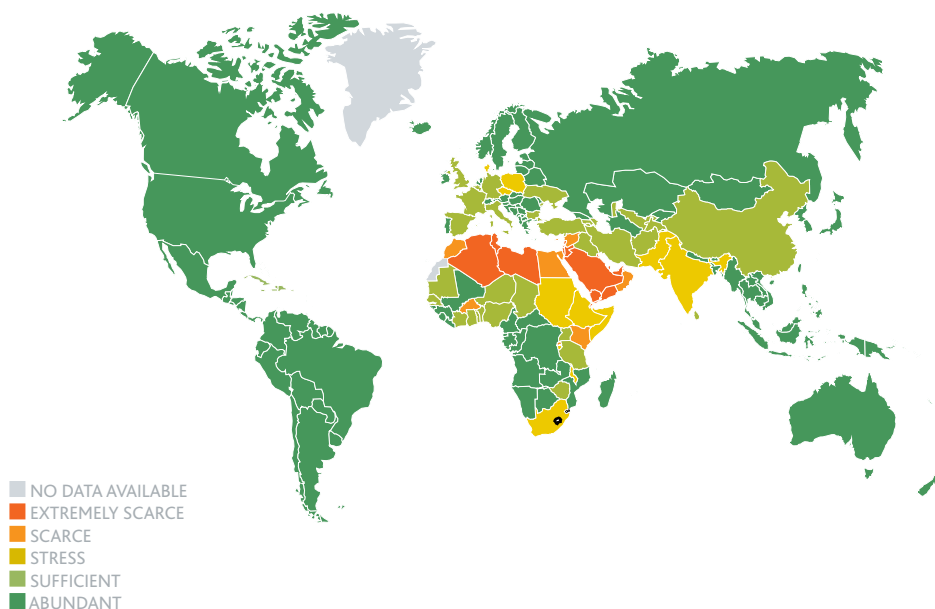 NO DATA AVAILABLE
EXTREMELY SCARCE
SCARCE
STRESS
SUFFICIENT
ABUNDANT